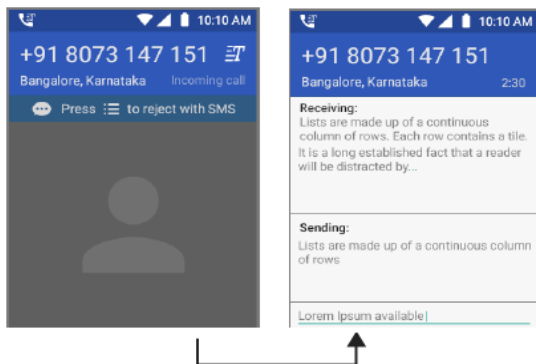 10:10 AM
+91 8073 147 151
Bangalore, Karnataka Incoming call
Press to reject with SMS
10:10 AM
+91 8073 147 151
Bangalore, Karnataka 2:30
Receiving:
Lists are made up of a continuous
column of rows. Each row contains a tile.
It is a long established fact that a reader
will be distracted by...
Sending:
Lists are made up of a continuous column
of rows
Lorem Ipsum available